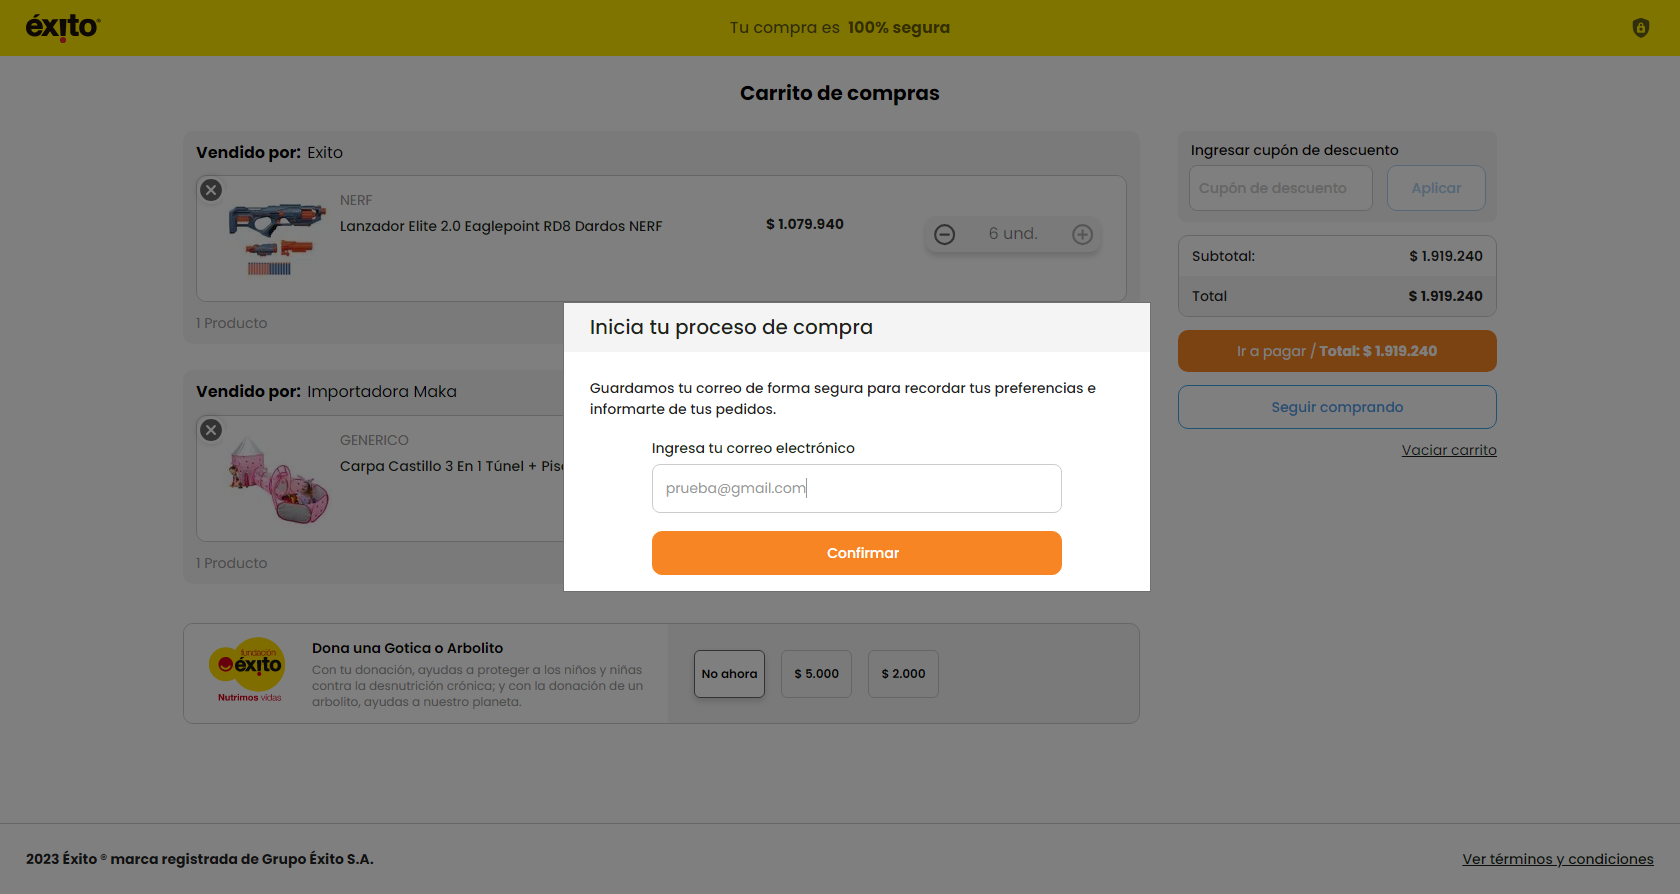 éxito®
Tu compra es 100% segura
Carrito de compras
Vendido por: Exito
NERF
Lanzador Elite 2.0 Eaglepoint RD8 Dardos NERF
$ 1.079.940
6 und.
1 Producto
Vendido por: Importadora Maka
GENERICO
Carpa Castillo 3 En 1 Túnel + Pis
1 Producto
Inicia tu proceso de compra
Guardamos tu correo de forma segura para recordar tus preferencias e
informarte de tus pedidos.
Ingresa tu correo electrónico
prueba@gmail.com
Confirmar
Ingresar cupón de descuento
Cupón de descuento
Aplicar
Subtotal: $ 1.919.240
Total $ 1.919.240
Ir a pagar / Total: $ 1.919.240
Seguir comprando
Vaciar carrito
fundación
éxito
Nutrimos vidas
Dona una Gotica o Arbolito
Con tu donación, ayudas a proteger a los niños y niñas
contra la desnutrición crónica; y con la donación de un
arbolito, ayudas a nuestro planeta.
No ahora
$ 5.000
$ 2.000
2023 Éxito ® marca registrada de Grupo Éxito S.A.
Ver términos y condiciones